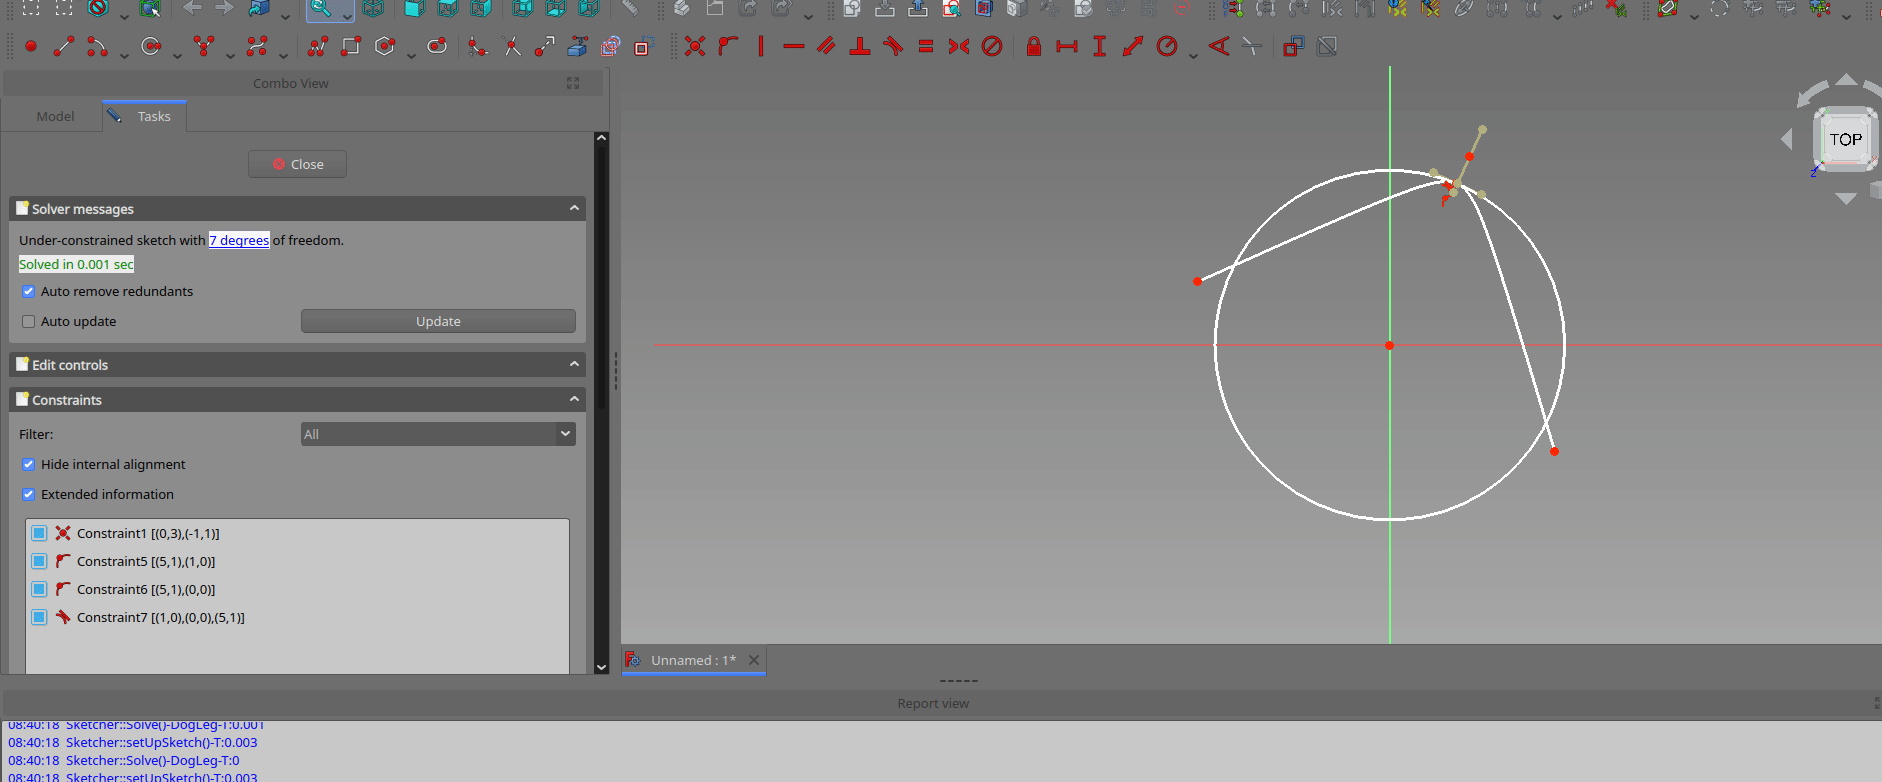 Combo View
Model
Tasks
TOP
Z
Close
Solver messages
Under-constrained sketch with 7 degrees of freedom.
Solved in 0.001 sec
Auto remove redundants
Auto update
Update
Edit controls
Constraints
Filter:
All
Hide internal alignment
Extended information
Constraint1 [(0,3),(-1,1)]
Constraint5 [(5,1),(1,0)]
Constraint6 [(5,1),(0,0)]
Constraint7 [(1,0),(0,0),(5,1)]
Unnamed : 1*
Report view
08:40:18 Sketcher::Solve()-DogLeg-T:0.001
08:40:18 Sketcher::setUpSketch()-T:0.003
08:40:18 Sketcher::Solve()-DogLeg-T:0
08:40:18 Sketcher::setUpSketch()-T:0.003